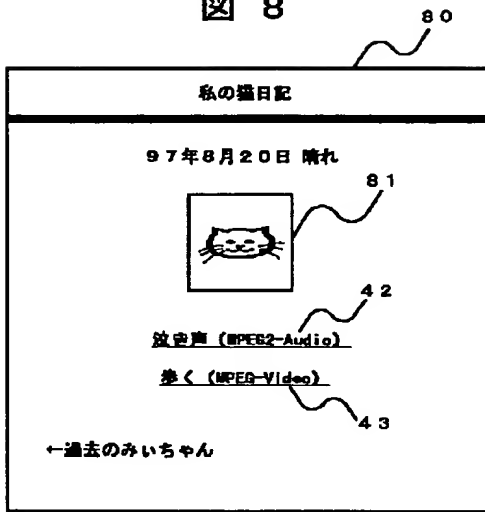 図 8
80
私の猫日記
97年8月20日 晴れ
81
42
泣き声 (MPEG2-Audio)
歩く (MPEG-Video)
43
←過去のみぃちゃん